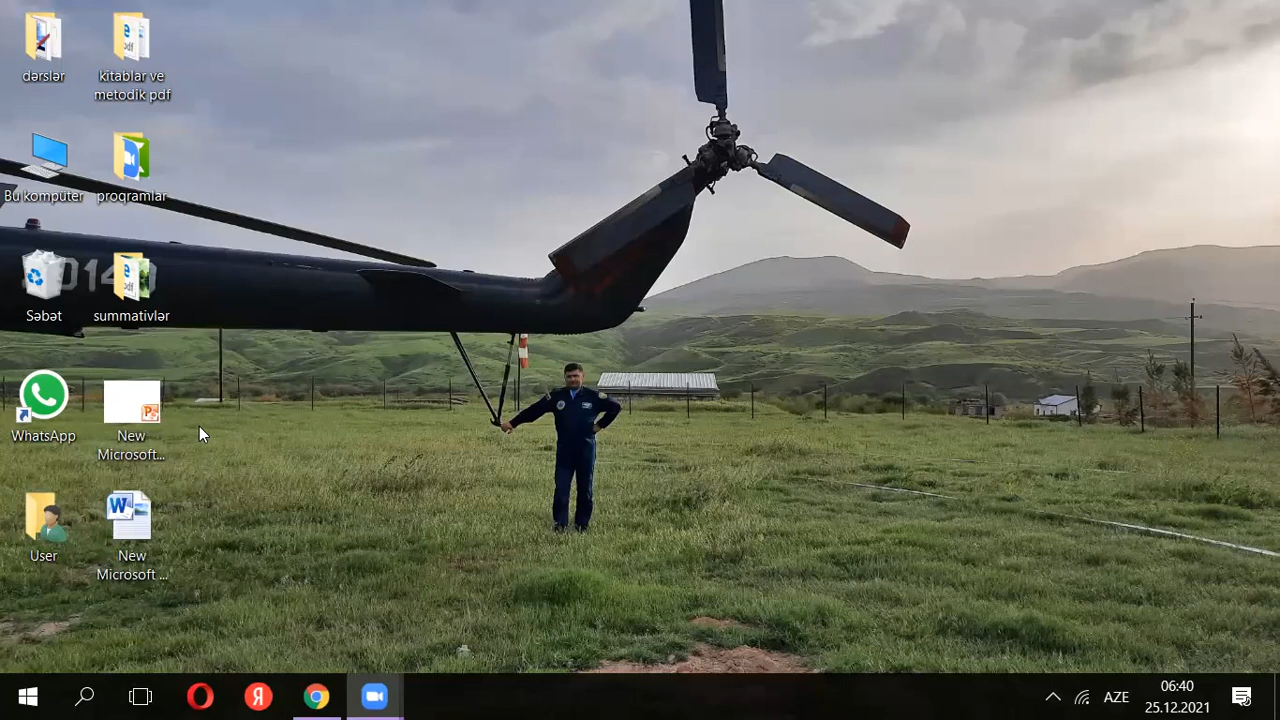 dərslər
kitablar ve
metodik pdf
Bu kompüter
proqramlar
Səbət
summativlər
WhatsApp
New
Microsoft...
User
New
Microsoft ...
AZE
06:40
25.12.2021